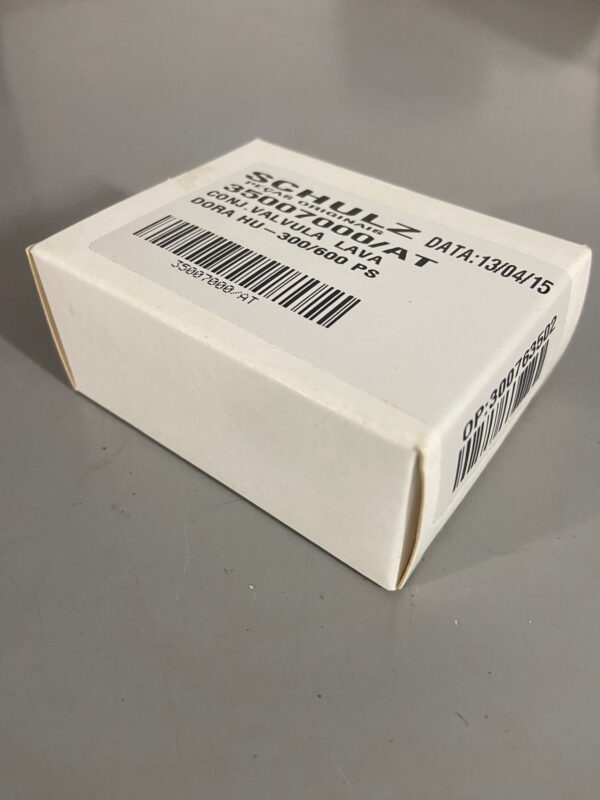 SCHULZ
PEÇAS ORIGINAIS
35007000/AT DATA:13/04/15
CONJ.VALVULA LAVA
DORA HU-300/600 PS
35007000/AT
OP:300763502